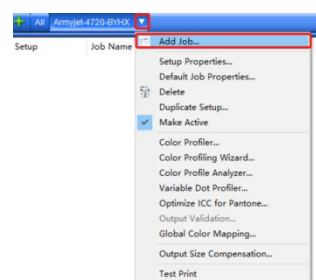 All Armyjet-4720-BYHX
Setup Job Name
Add Job...
Setup Properties...
Default Job Properties...
Delete
Duplicate Setup...
Make Active
Color Profiler...
Color Profiling Wizard...
Color Profile Analyzer...
Variable Dot Profiler...
Optimize ICC for Pantone...
Output Validation...
Global Color Mapping...
Output Size Compensation...
Test Print